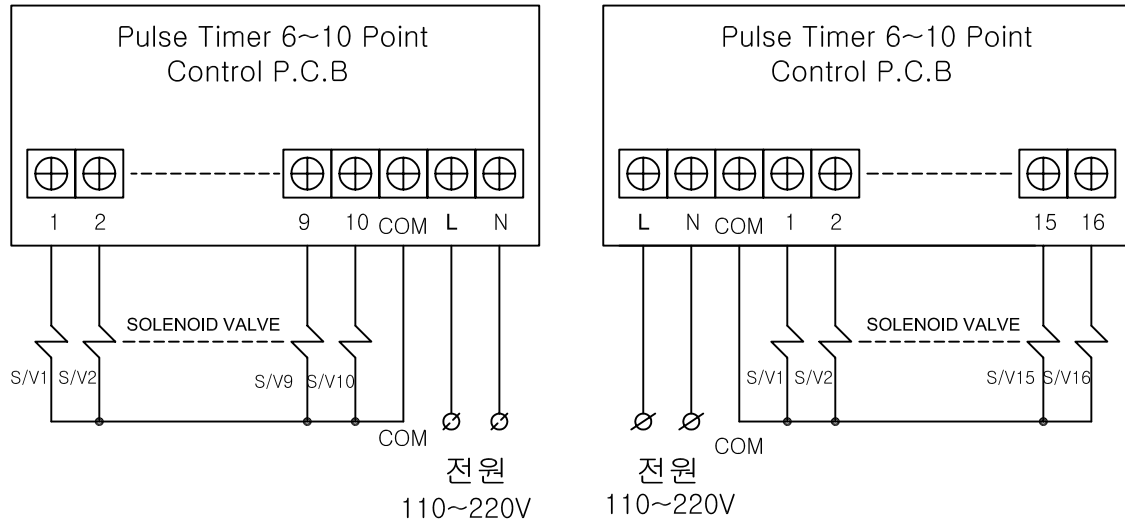 Pulse Timer 6~10 Point
Control P.C.B
1 2 9 10 COM L N
SOLENOID VALVE
S/V1 S/V2 S/V9 S/V10
COM
전원
110~220V
Pulse Timer 6~10 Point
Control P.C.B
L N COM 1 2 15 16
SOLENOID VALVE
S/V1 S/V2 S/V15 S/V16
COM
전원
110~220V